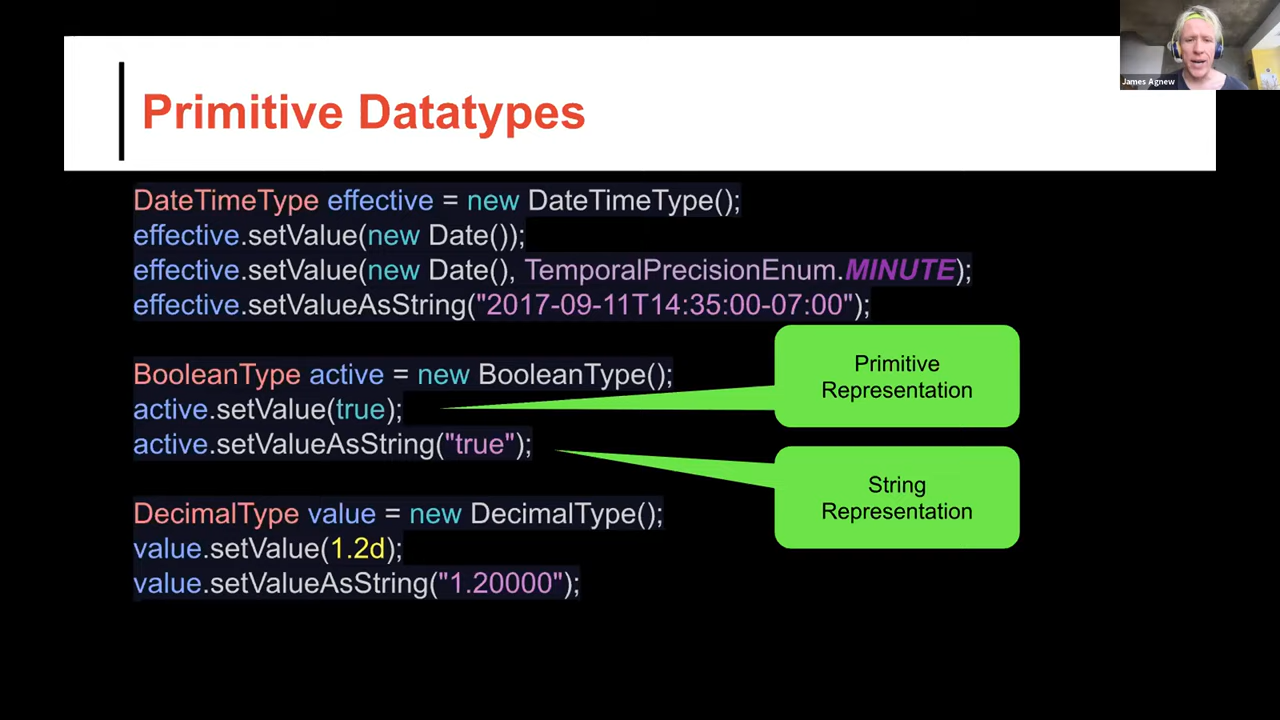 James Agnew
Primitive Datatypes
DateTimeType effective = new DateTimeType();
effective.setValue(new Date());
effective.setValue(new Date(), TemporalPrecisionEnum.MINUTE);
effective.setValueAsString("2017-09-11T14:35:00-07:00");
BooleanType active = new BooleanType();
active.setValue(true);
active.setValueAsString("true");
Primitive
Representation
String
Representation
DecimalType value = new DecimalType();
value.setValue(1.2d);
value.setValueAsString("1.20000");